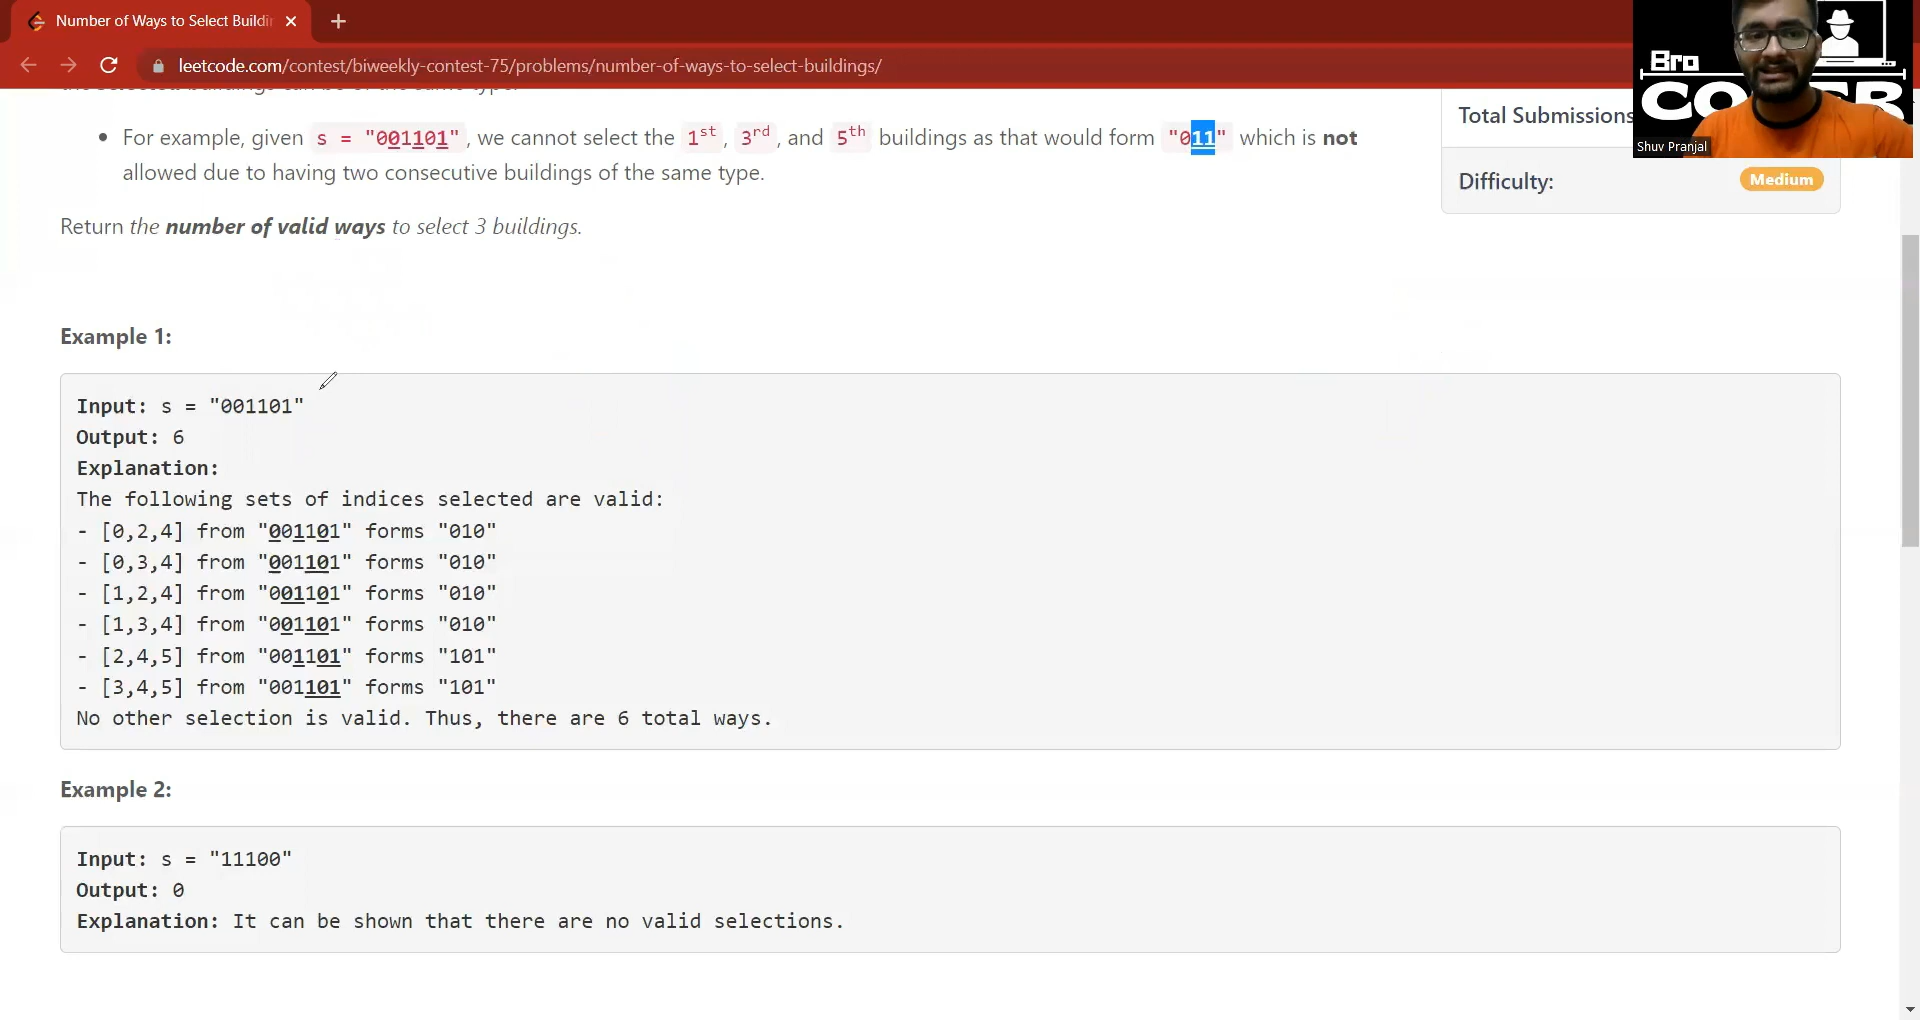 Number of Ways to Select Buildi
leetcode.com/contest/biweekly-contest-75/problems/number-of-ways-to-select-buildings/
Bro
Shuv Pranjal
Total Submissions
Difficulty:
Medium
• For example, given s = "001101", we cannot select the 1st, 3rd, and 5th buildings as that would form "011" which is not
allowed due to having two consecutive buildings of the same type.
Return the number of valid ways to select 3 buildings.
Example 1:
Input: s = "001101"
Output: 6
Explanation:
The following sets of indices selected are valid:
- [0,2,4] from "001101" forms "010"
- [0,3,4] from "001101" forms "010"
- [1,2,4] from "001101" forms "010"
- [1,3,4] from "001101" forms "010"
- [2,4,5] from "001101" forms "101"
- [3,4,5] from "001101" forms "101"
No other selection is valid. Thus, there are 6 total ways.
Example 2:
Input: s = "11100"
Output: 0
Explanation: It can be shown that there are no valid selections.